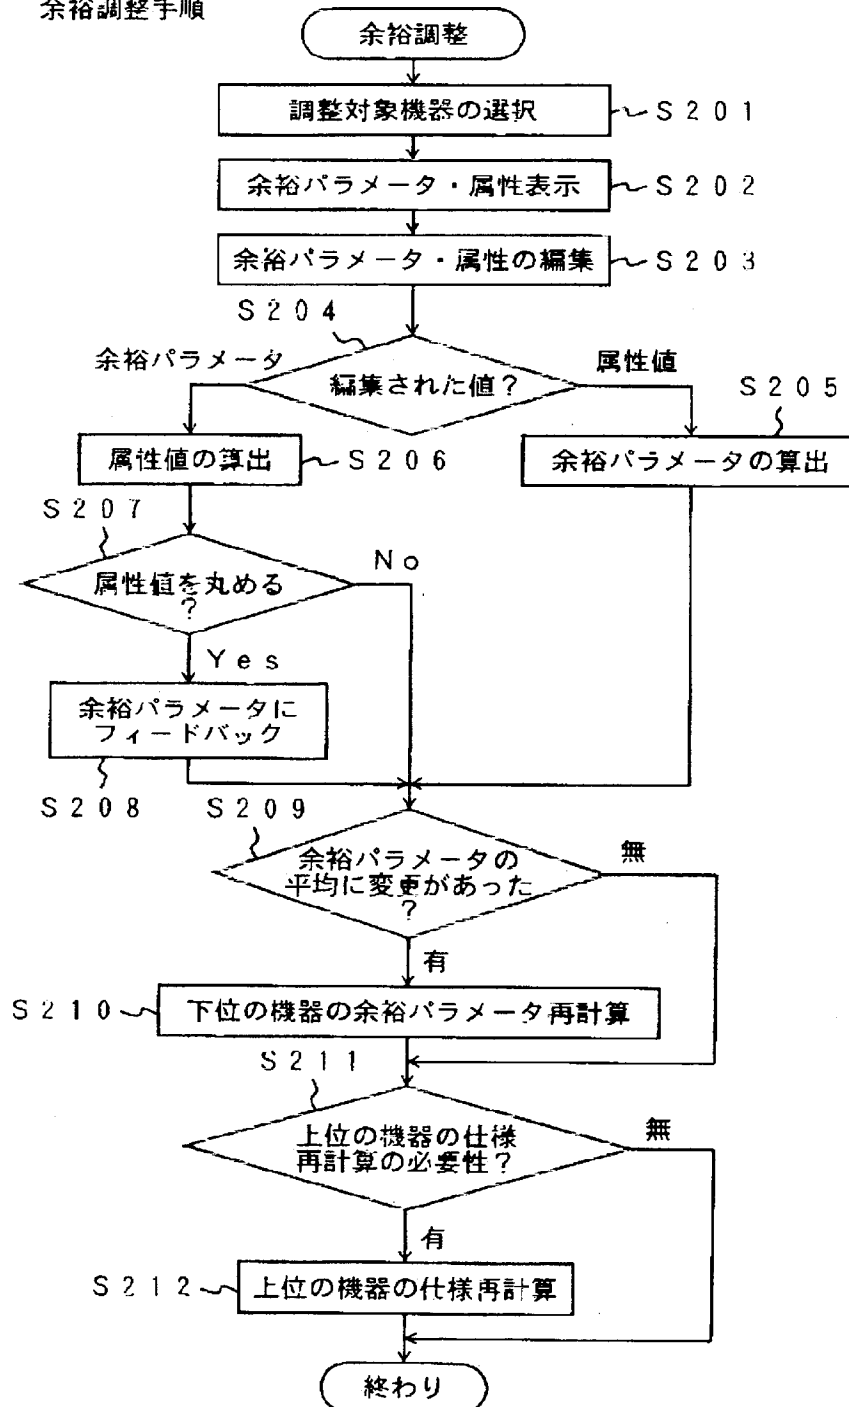 余裕調整手順
余裕調整
調整対象機器の選択
S201
余裕パラメータ・属性表示
S202
余裕パラメータ・属性の編集
S203
S204
余裕パラメータ
編集された値？
属性値
S205
属性値の算出
S206
余裕パラメータの算出
S207
属性値を丸める
？
No
Yes
余裕パラメータに
フィードバック
S208
S209
余裕パラメータの
平均に変更があった
？
無
有
S210
下位の機器の余裕パラメータ再計算
S211
上位の機器の仕様
再計算の必要性？
無
有
S212
上位の機器の仕様再計算
終わり